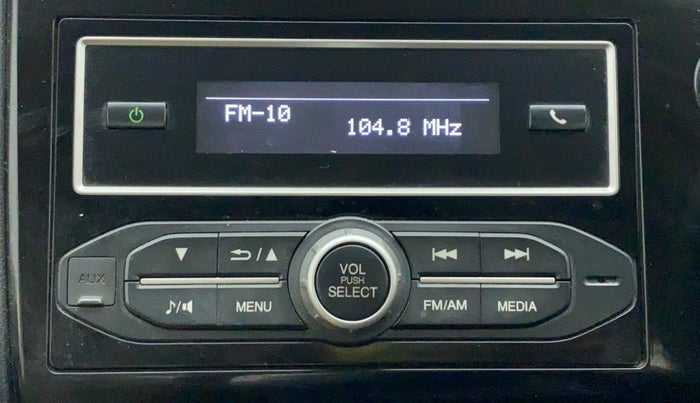 FM-10
104.8 MHz
AUX
VOL
PUSH
SELECT
MENU
FM/AM
MEDIA